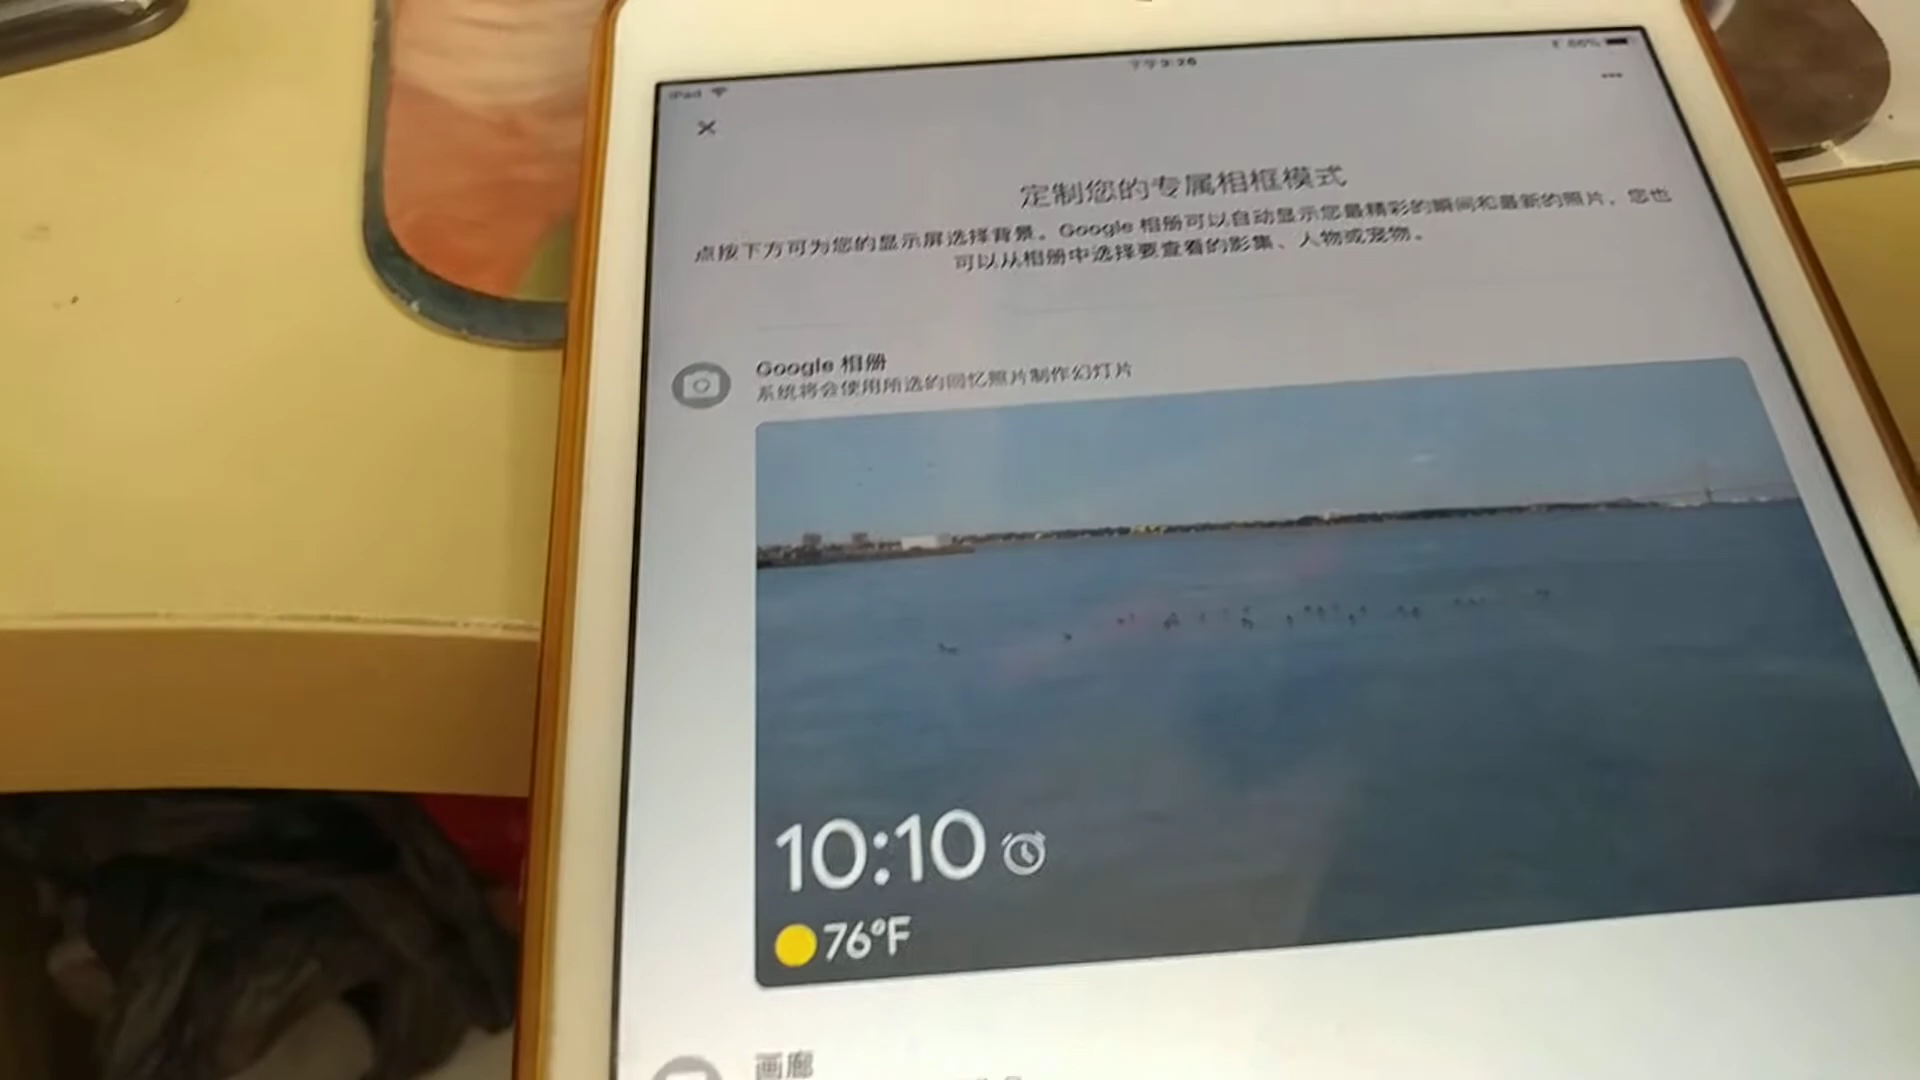 iPad
66%
定制您的专属相框模式
点按下方可为您的显示屏选择背景。Google 相册可以自动显示您最精彩的瞬间和最新的照片，您也
可以从相册中选择要查看的影集、人物或宠物。
Google 相册
系统将会使用所选的回忆照片制作幻灯片
10:10
76°F
画廊